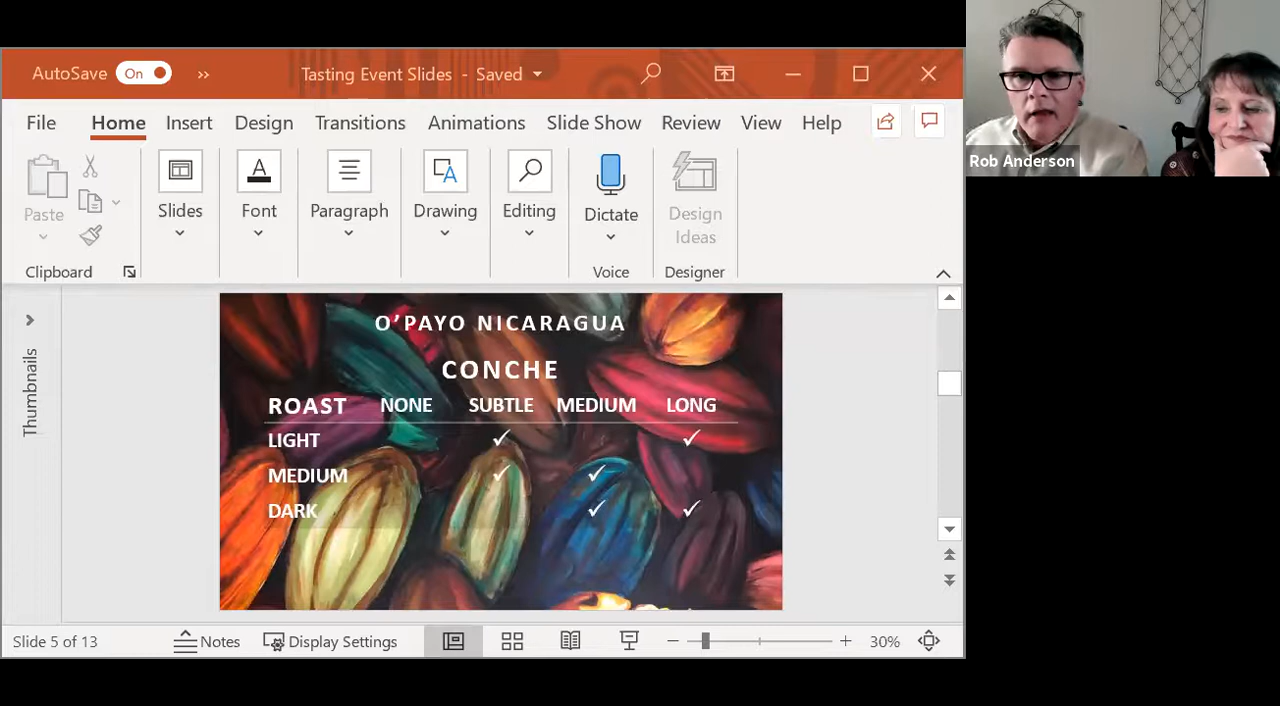 AutoSave On ›› Tasting Event Slides - Saved
File Home Insert Design Transitions Animations Slide Show Review View Help
Paste
Slides
Font
Paragraph
Drawing
Editing
Dictate
Design
Ideas
Clipboard
Voice
Designer
Thumbnails
O’PAYO NICARAGUA
CONCHE
ROAST NONE SUBTLE MEDIUM LONG
LIGHT ✓ ✓
MEDIUM ✓ ✓
DARK ✓ ✓
Slide 5 of 13 Notes Display Settings 30%
Rob Anderson